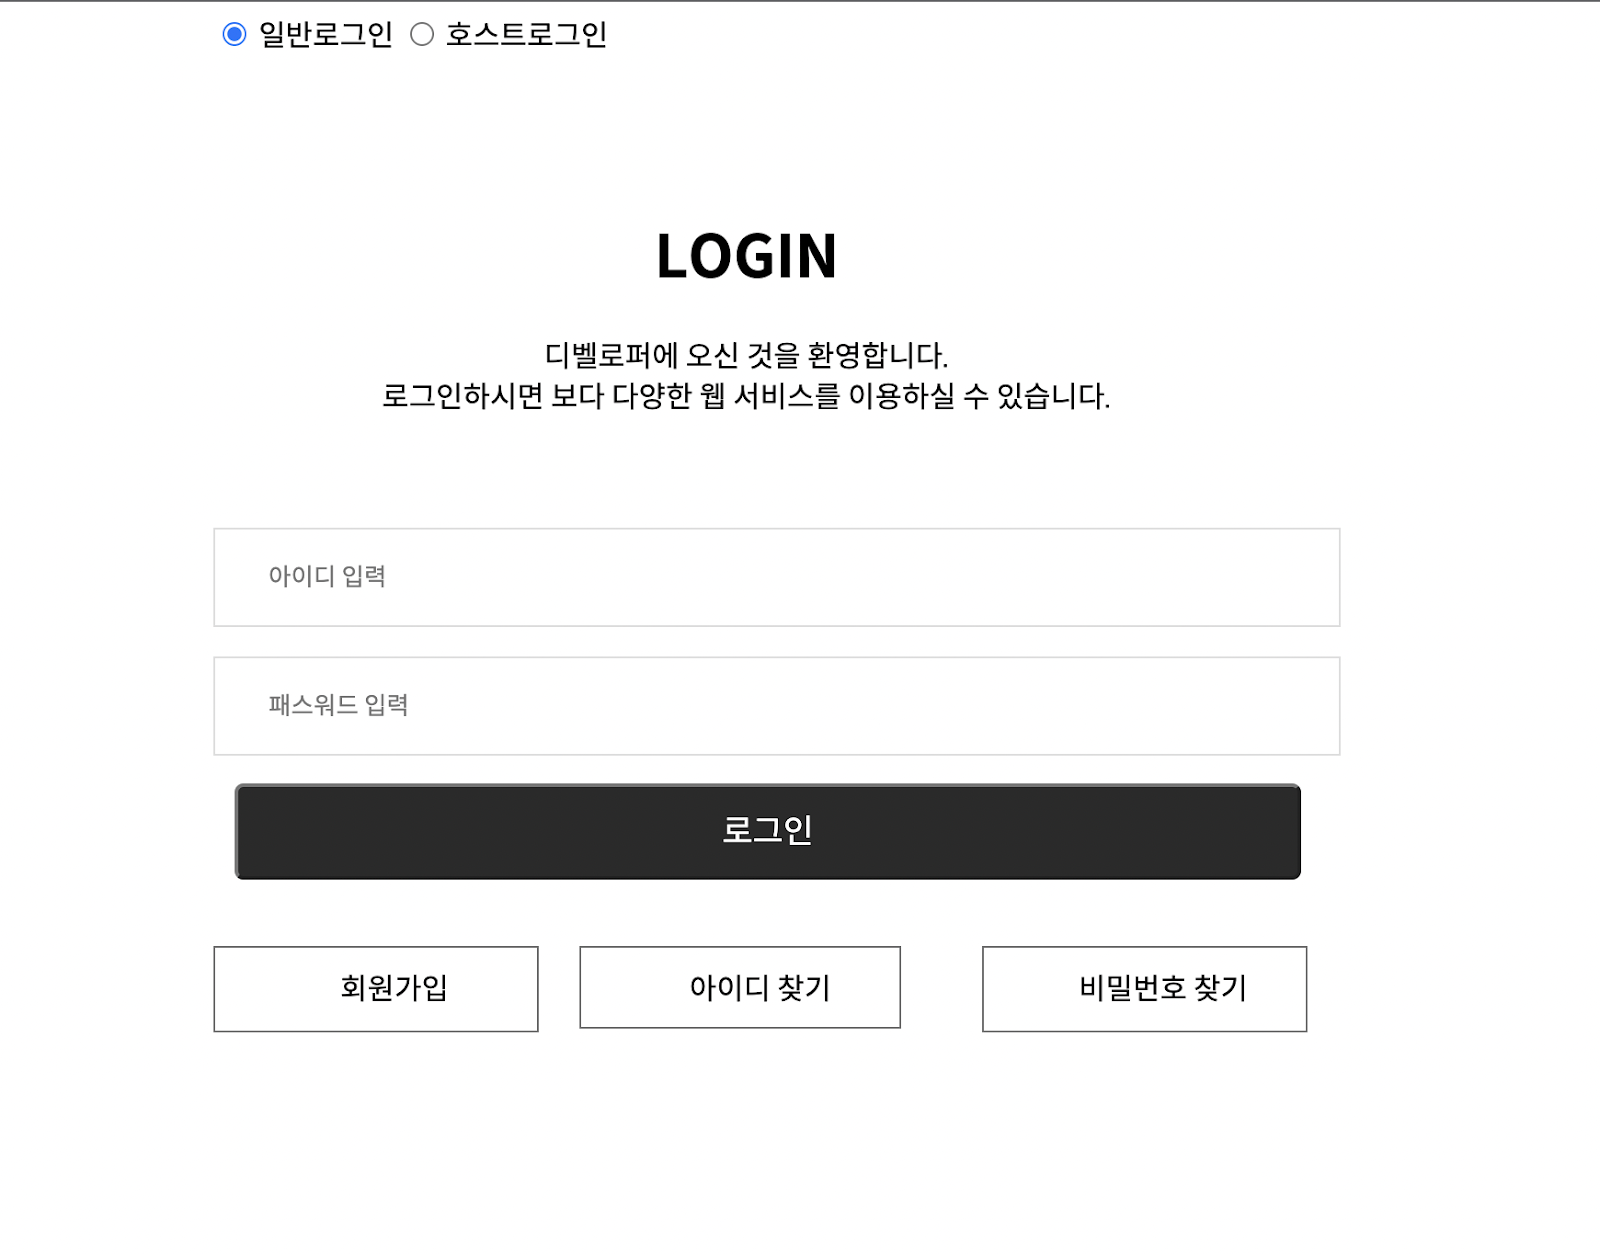 일반로그인 호스트로그인
LOGIN
디벨로퍼에 오신 것을 환영합니다.
로그인하시면 보다 다양한 웹 서비스를 이용하실 수 있습니다.
아이디 입력
패스워드 입력
로그인
회원가입 아이디 찾기 비밀번호 찾기